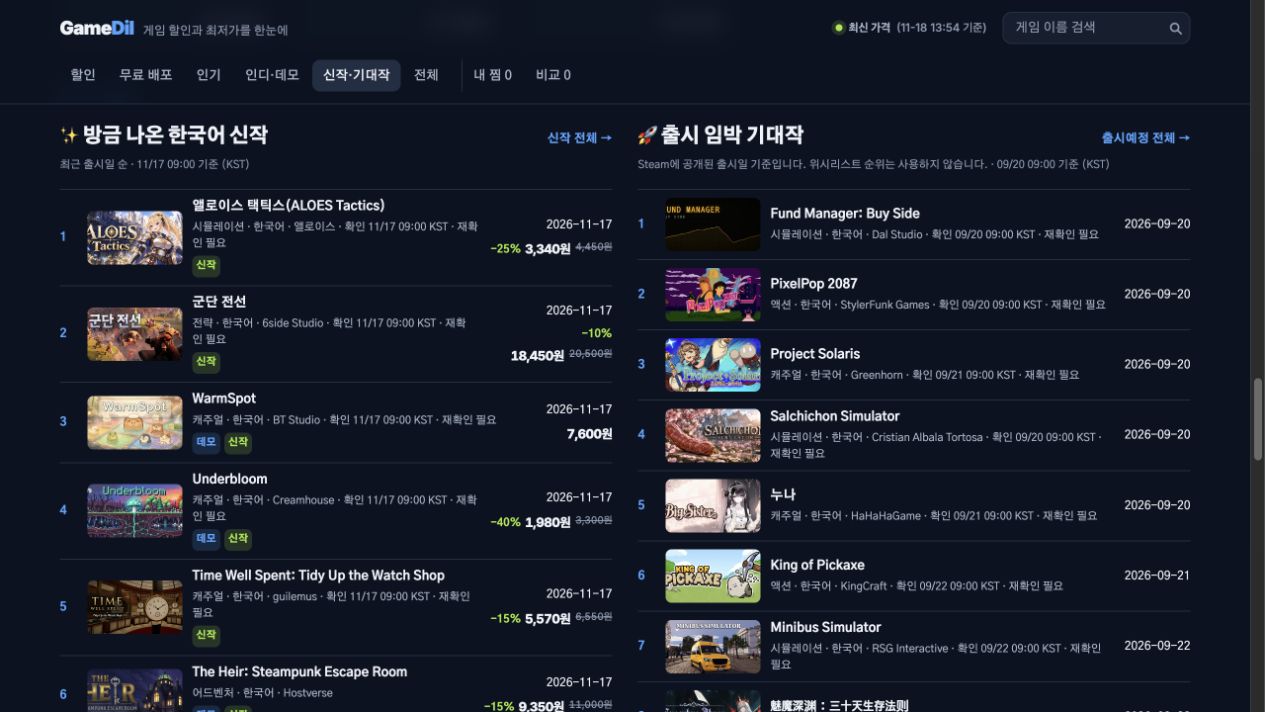 GameDil 게임 할인과 최저가를 한눈에
최신 가격 (11-18 13:54 기준)
게임 이름 검색
할인 무료 배포 인기 인디·데모 신작·기대작 전체 내 찜 0 비교 0
✨ 방금 나온 한국어 신작
신작 전체 →
최근 출시일 순 · 11/17 09:00 기준 (KST)
1
ALOES Tactics
앨로이스 택틱스(ALOES Tactics)
시뮬레이션 · 한국어 · 앨로이스 · 확인 11/17 09:00 KST · 재확
인 필요
신작
2026-11-17
-25% 3,340원 4,450원
2
군단 전선
군단 전선
전략 · 한국어 · 6side Studio · 확인 11/17 09:00 KST · 재확
인 필요
신작
2026-11-17
-10%
18,450원 20,500원
3
WarmSpot
WarmSpot
캐주얼 · 한국어 · BT Studio · 확인 11/17 09:00 KST · 재확인 필요
데모 신작
2026-11-17
7,600원
4
Underbloom
Underbloom
캐주얼 · 한국어 · Creamhouse · 확인 11/17 09:00 KST · 재확
인 필요
데모 신작
2026-11-17
-40% 1,980원 3,300원
5
TIME
WELL SPENT
Time Well Spent: Tidy Up the Watch Shop
캐주얼 · 한국어 · guilemus · 확인 11/17 09:00 KST · 재확인
필요
신작
2026-11-17
-15% 5,570원 6,550원
6
THE
HEIR
The Heir: Steampunk Escape Room
어드벤처 · 한국어 · Hostverse
데모 신작
2026-11-17
-15% 9,350원 11,000원
🚀 출시 임박 기대작
출시예정 전체 →
Steam에 공개된 출시일 기준입니다. 위시리스트 순위는 사용하지 않습니다. · 09/20 09:00 기준 (KST)
1
UND MANAGER
Fund Manager: Buy Side
시뮬레이션 · 한국어 · Dal Studio · 확인 09/20 09:00 KST · 재확인 필요
2026-09-20
2
PixelPop 2087
액션 · 한국어 · StylerFunk Games · 확인 09/20 09:00 KST · 재확인 필요
2026-09-20
3
Project Solaris
Project Solaris
캐주얼 · 한국어 · Greenhorn · 확인 09/21 09:00 KST · 재확인 필요
2026-09-20
4
SALCHICHO
Salchichon Simulator
시뮬레이션 · 한국어 · Cristian Albala Tortosa · 확인 09/20 09:00 KST ·
재확인 필요
2026-09-20
5
Big Sister
누나
캐주얼 · 한국어 · HaHaHaGame · 확인 09/21 09:00 KST · 재확인 필요
2026-09-20
6
KING OF
PICKAXE
King of Pickaxe
액션 · 한국어 · KingCraft · 확인 09/22 09:00 KST · 재확인 필요
2026-09-21
7
MINIBUS SIMULATOR
Minibus Simulator
시뮬레이션 · 한국어 · RSG Interactive · 확인 09/22 09:00 KST · 재확인
필요
2026-09-22
魅魔深渊：三十天生存法则